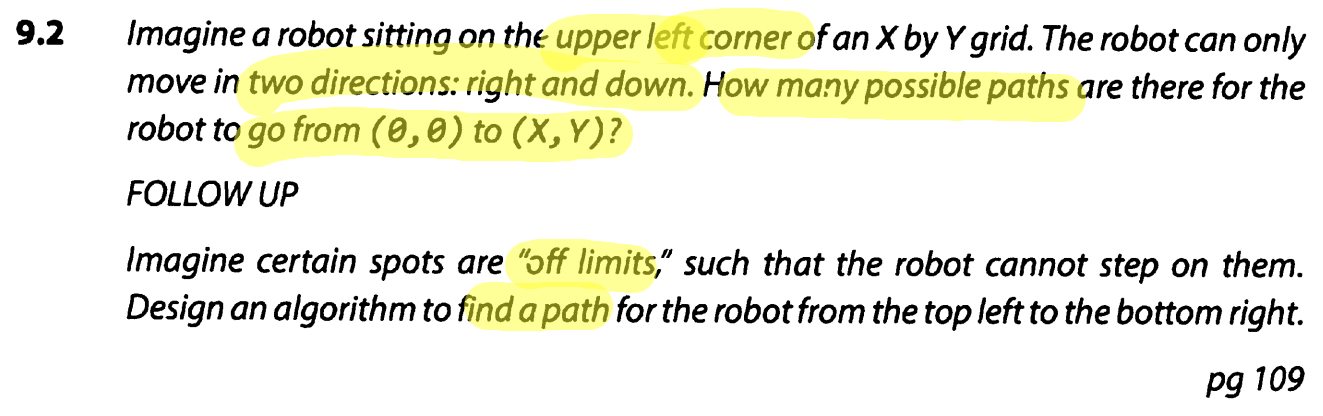 9.2 Imagine a robot sitting on the upper left corner of an X by Y grid. The robot can only
move in two directions: right and down. How many possible paths are there for the
robot to go from (0,0) to (X,Y)?
FOLLOW UP
Imagine certain spots are "off limits," such that the robot cannot step on them.
Design an algorithm to find a path for the robot from the top left to the bottom right.
pg 109